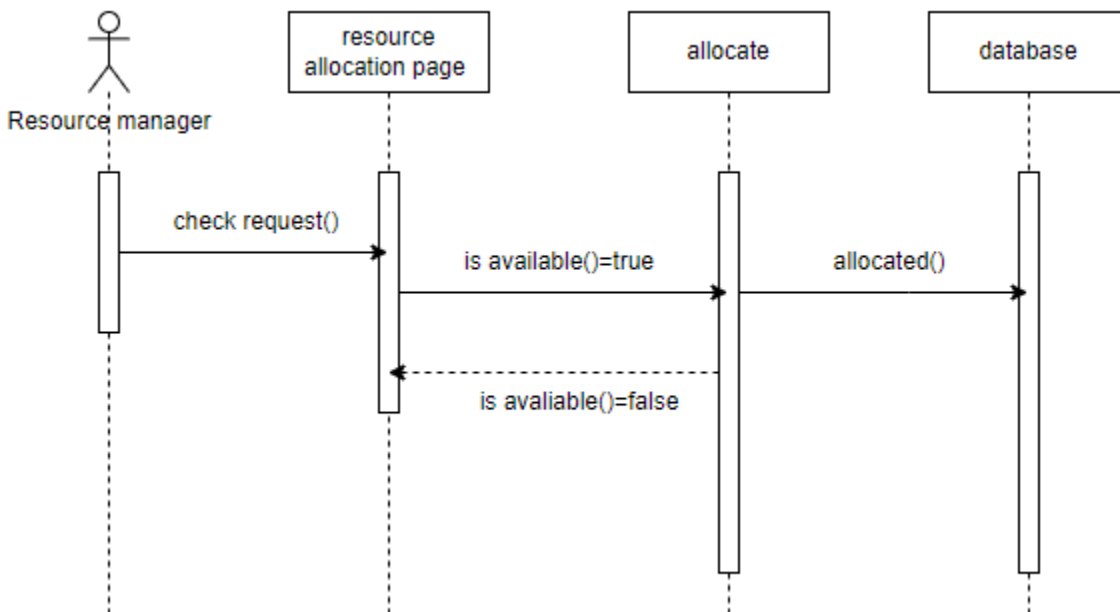 resource
allocation page
allocate
database
Resource manager
check request()
is available()=true
allocated()
is avaliable()=false